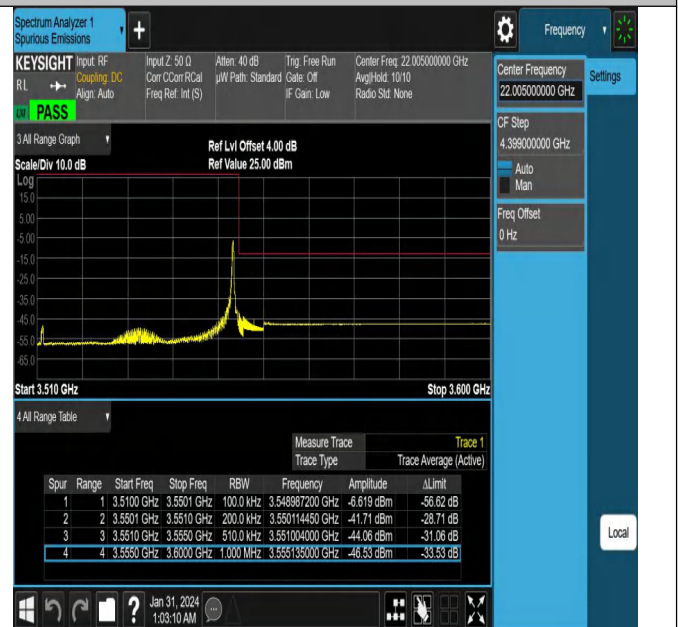 Spectrum Analyzer 1
Spurious Emissions
+
Frequency
KEYSIGHT
Input: RF
Input Z: 50 Ω
Atten: 40 dB
Trig: Free Run
Center Freq: 22.005000000 GHz
RL
Coupling: DC
Corr CCorr RCal
µW Path: Standard
Gate: Off
Avg|Hold: 10/10
Align: Auto
Freq Ref: Int (S)
IF Gain: Low
Radio Std: None
PASS
Center Frequency
22.005000000 GHz
Settings
CF Step
4.399000000 GHz
Auto
Man
Freq Offset
0 Hz
3 All Range Graph
Ref Lvl Offset 4.00 dB
Scale/Div 10.0 dB
Ref Value 25.00 dBm
Log
15.0
5.00
-5.00
-15.0
-25.0
-35.0
-45.0
-55.0
-65.0
Start 3.510 GHz
Stop 3.600 GHz
4 All Range Table
Measure Trace Trace 1
Trace Type Trace Average (Active)
Spur Range Start Freq Stop Freq RBW Frequency Amplitude ΔLimit
1 1 3.5100 GHz 3.5501 GHz 100.0 kHz 3.548987200 GHz -6.619 dBm -56.62 dB
2 2 3.5501 GHz 3.5510 GHz 200.0 kHz 3.550114450 GHz -41.71 dBm -28.71 dB
3 3 3.5510 GHz 3.5550 GHz 510.0 kHz 3.551004000 GHz -44.06 dBm -31.06 dB
4 4 3.5550 GHz 3.6000 GHz 1.000 MHz 3.555135000 GHz -46.53 dBm -33.53 dB
Local
?
Jan 31, 2024
1:03:10 AM